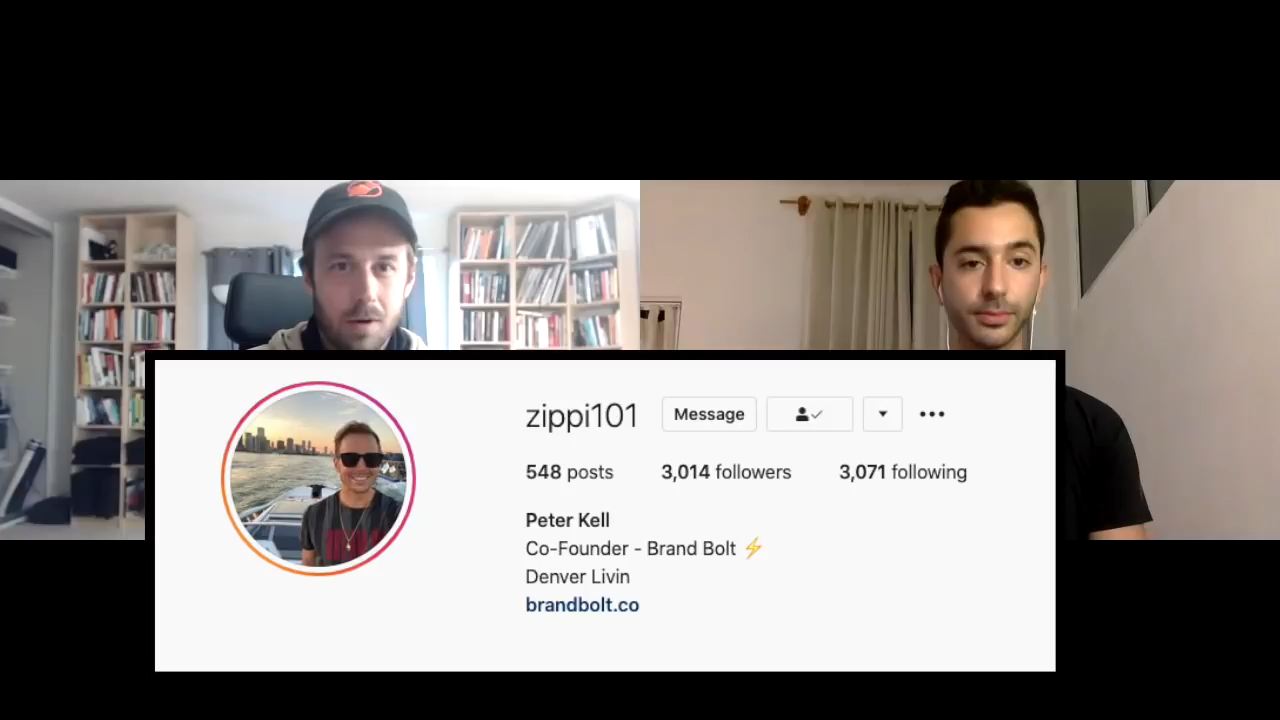 zippi101 Message
548 posts 3,014 followers 3,071 following
Peter Kell
Co-Founder - Brand Bolt ⚡
Denver Livin
brandbolt.co